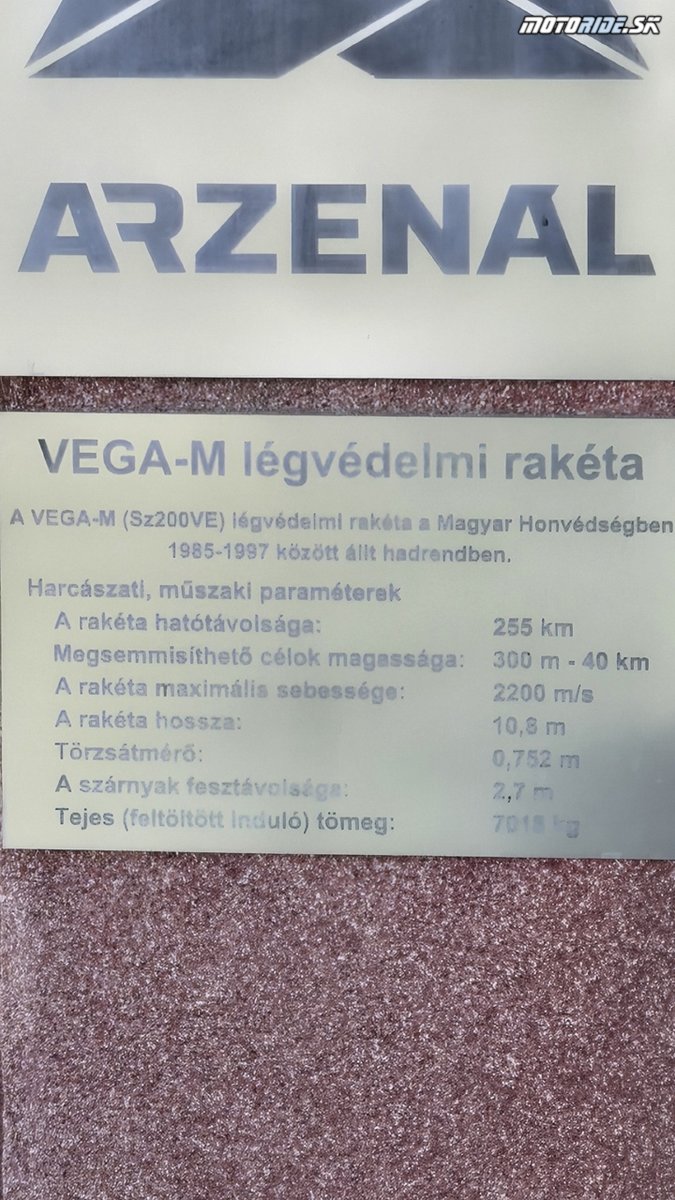 MOTORIDE.SK
ARZENÁL
VEGA-M légvédelmi rakéta
A VEGA-M (Sz200VE) légvédelmi rakéta a Magyar Honvédségben
1985-1997 között állt hadrendben.
Harcászati, műszaki paraméterek
A rakéta hatótávolsága: 255 km
Megsemmisíthető célok magassága: 300 m - 40 km
A rakéta maximális sebessége: 2200 m/s
A rakéta hossza: 10,8 m
Törzsátmérő: 0,752 m
A szárnyak fesztávolsága: 2,7 m
Tejes (feltöltött induló) tömeg: kg